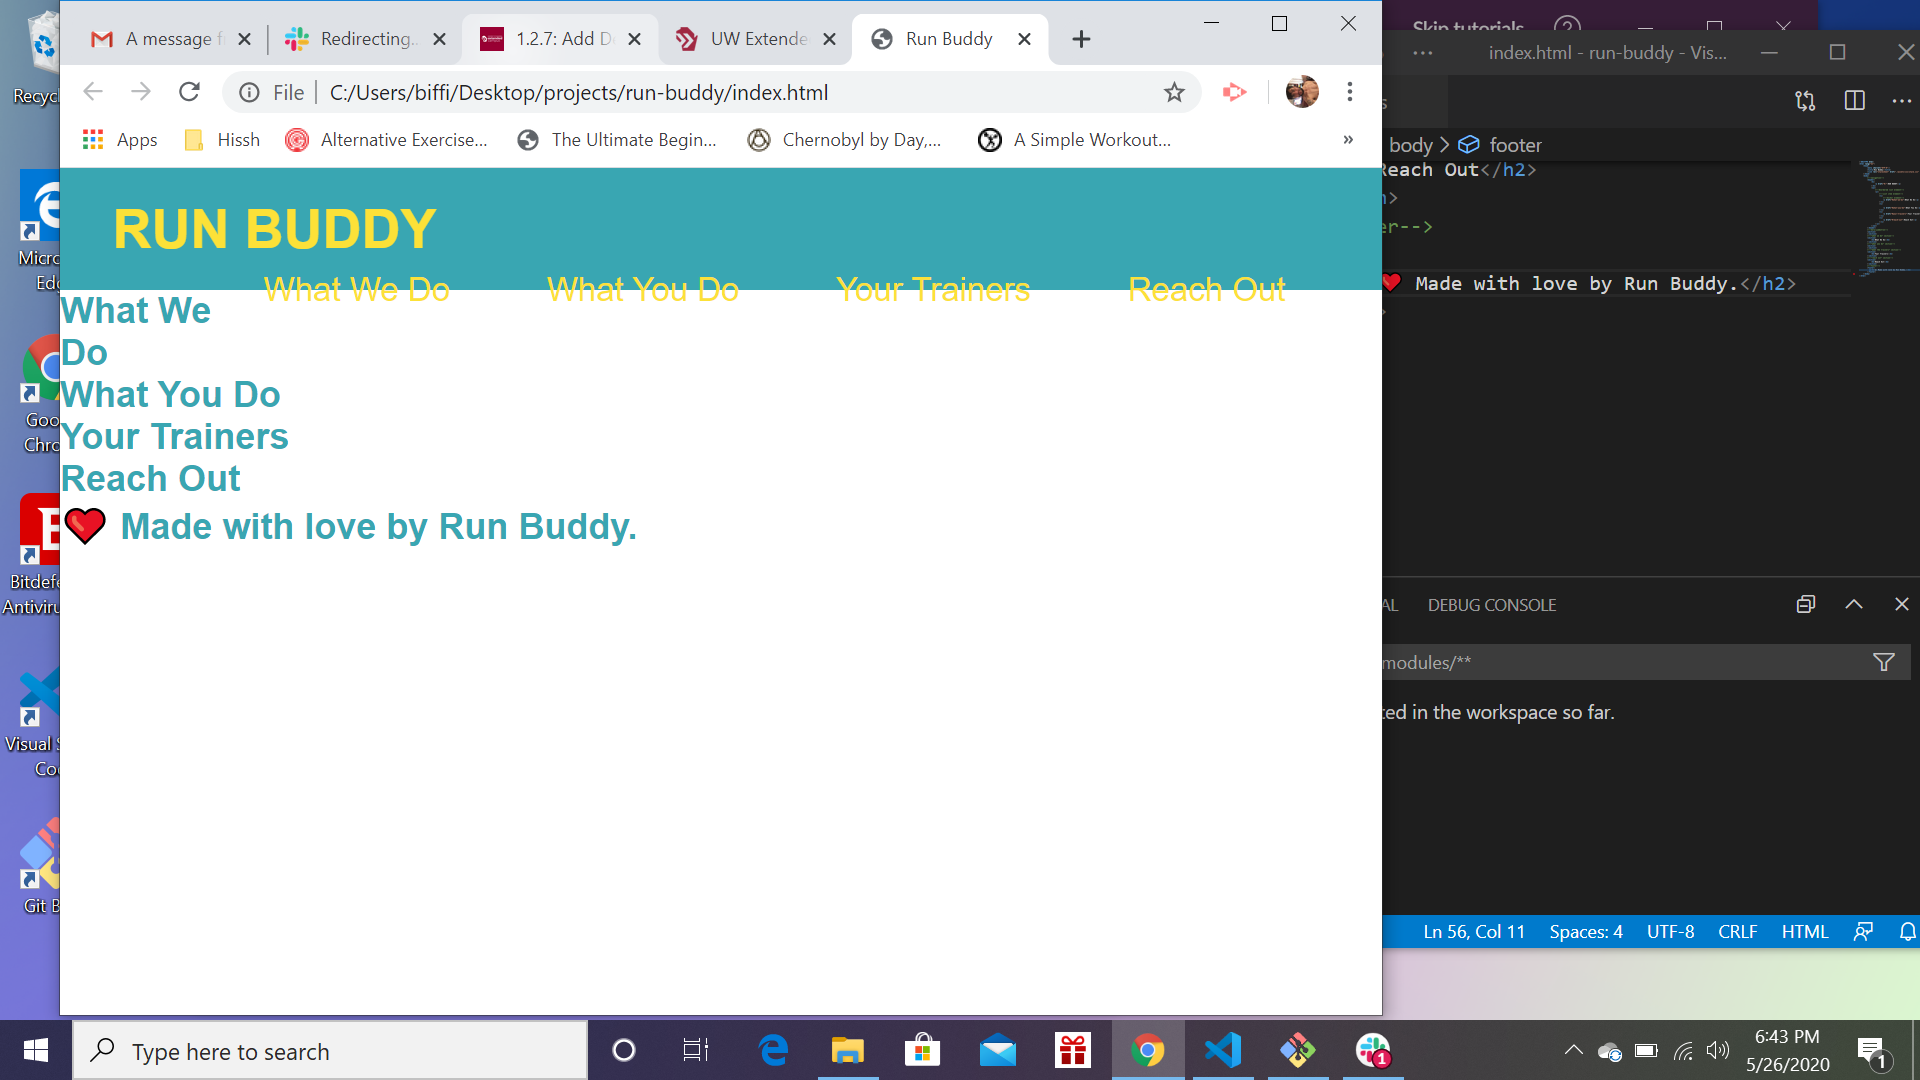 A message f
Redirecting..
1.2.7: Add D
UW Extende
Run Buddy
File
C:/Users/biffi/Desktop/projects/run-buddy/index.html
Apps
Hissh
Alternative Exercise...
The Ultimate Begin...
Chernobyl by Day,...
A Simple Workout...
»
RUN BUDDY
What We Do
What You Do
Your Trainers
Reach Out
What We
Do
What You Do
Your Trainers
Reach Out
❤️ Made with love by Run Buddy.
Skip tutorials
index.html - run-buddy - Vis...
s
body > footer
Reach Out</h2>
>
er-->
❤️ Made with love by Run Buddy.</h2>
>
AL
DEBUG CONSOLE
modules/**
ted in the workspace so far.
Ln 56, Col 11
Spaces: 4
UTF-8
CRLF
HTML
Recyc
Micro
Edg
Goo
Chro
Bitdefe
Antiviru
Visual S
Co
Git B
Type here to search
1
6:43 PM
5/26/2020
1